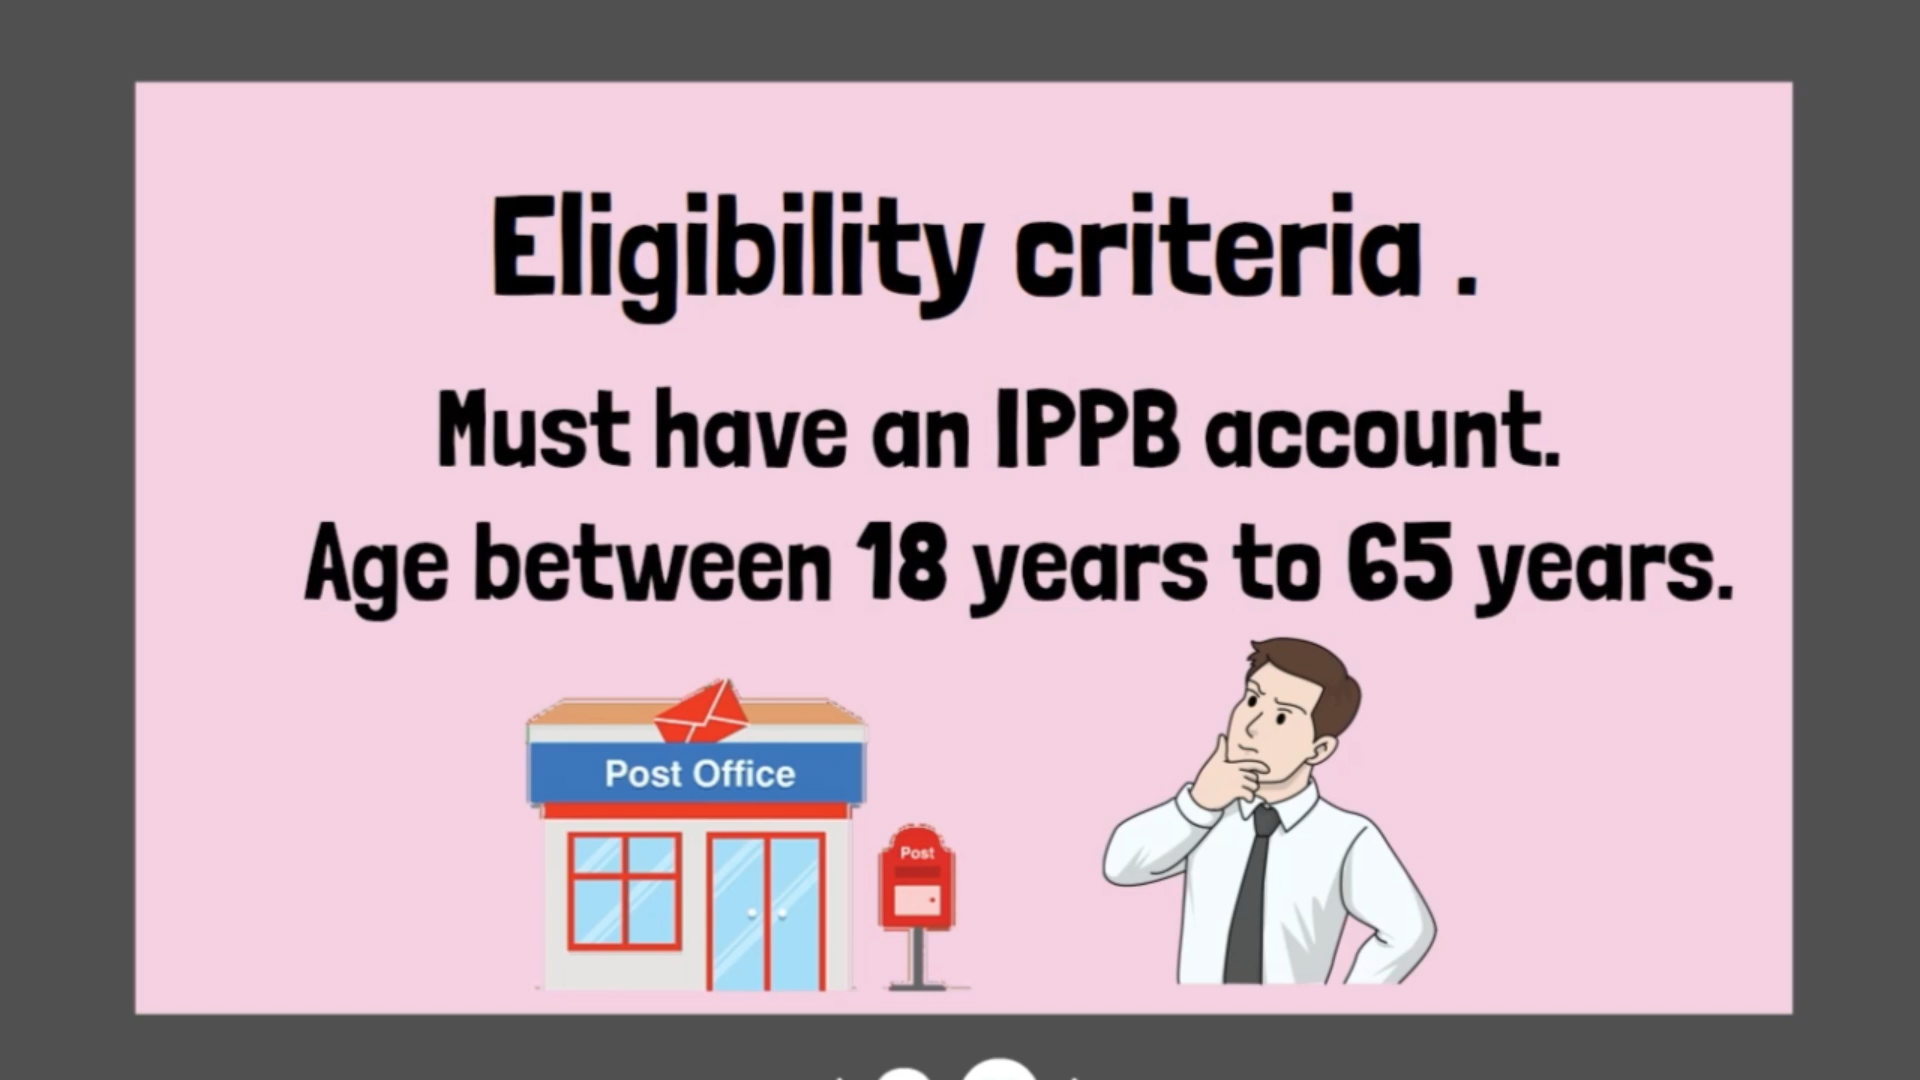 Eligibility criteria .
Must have an IPPB account.
Age between 18 years to 65 years.
Post Office
Post